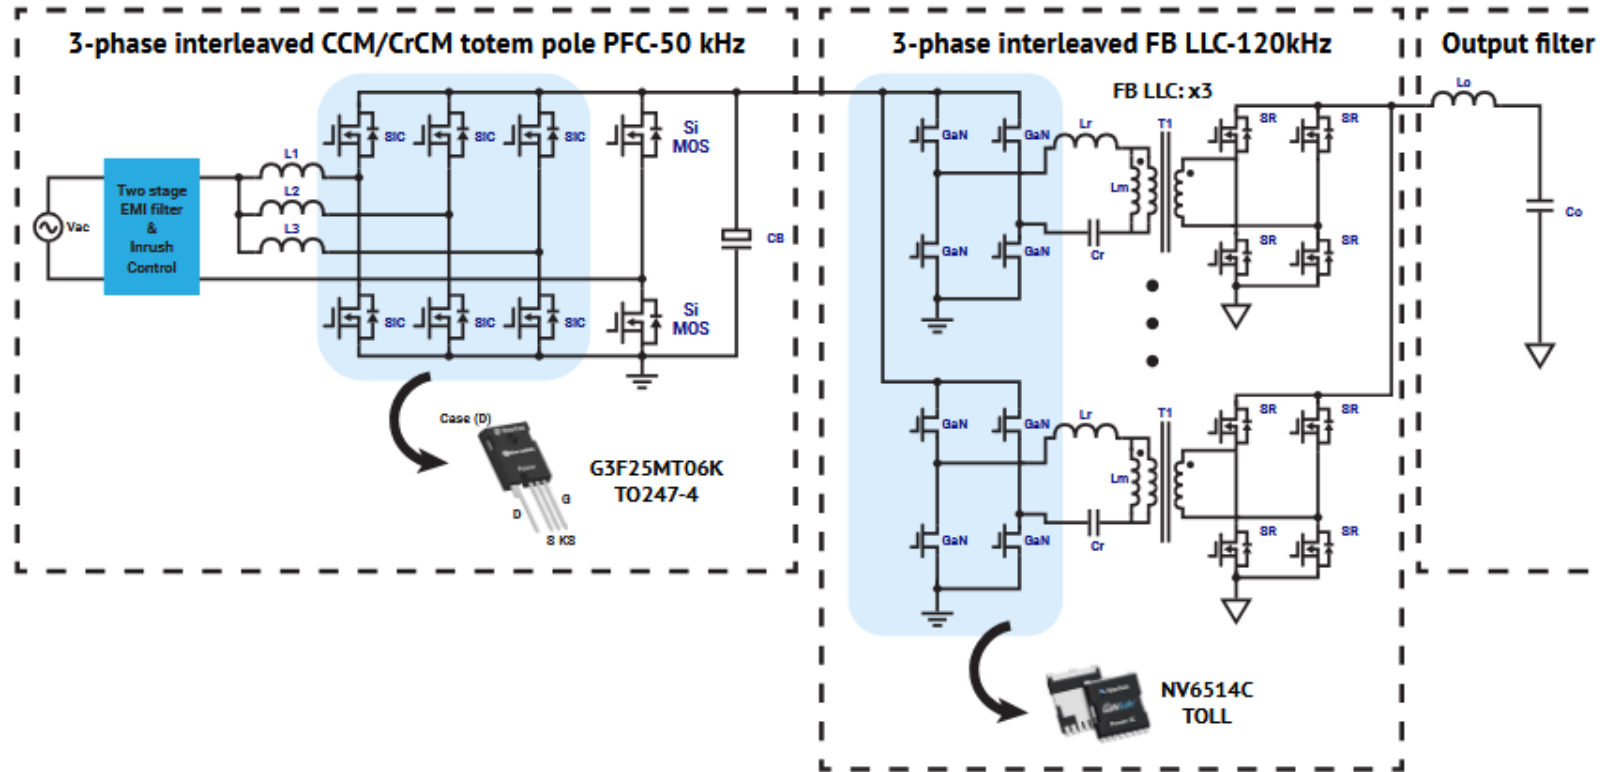 3-phase interleaved CCM/CrCM totem pole PFC-50 kHz
SIC
SIC
SIC
Si
MOS
L1
L2
L3
Two stage
EMI filter
&
Inrush
Control
Vac
CB
SIC
SIC
SIC
Si
MOS
Case (D)
G
D
S KS
G3F25MT06K
TO247-4
3-phase interleaved FB LLC-120kHz
FB LLC: x3
GaN
GaN
Lr
T1
SR
SR
Lm
GaN
GaN
Cr
SR
SR
GaN
GaN
Lr
T1
SR
SR
Lm
GaN
GaN
Cr
SR
SR
NV6514C
TOLL
Output filter
Lo
Co